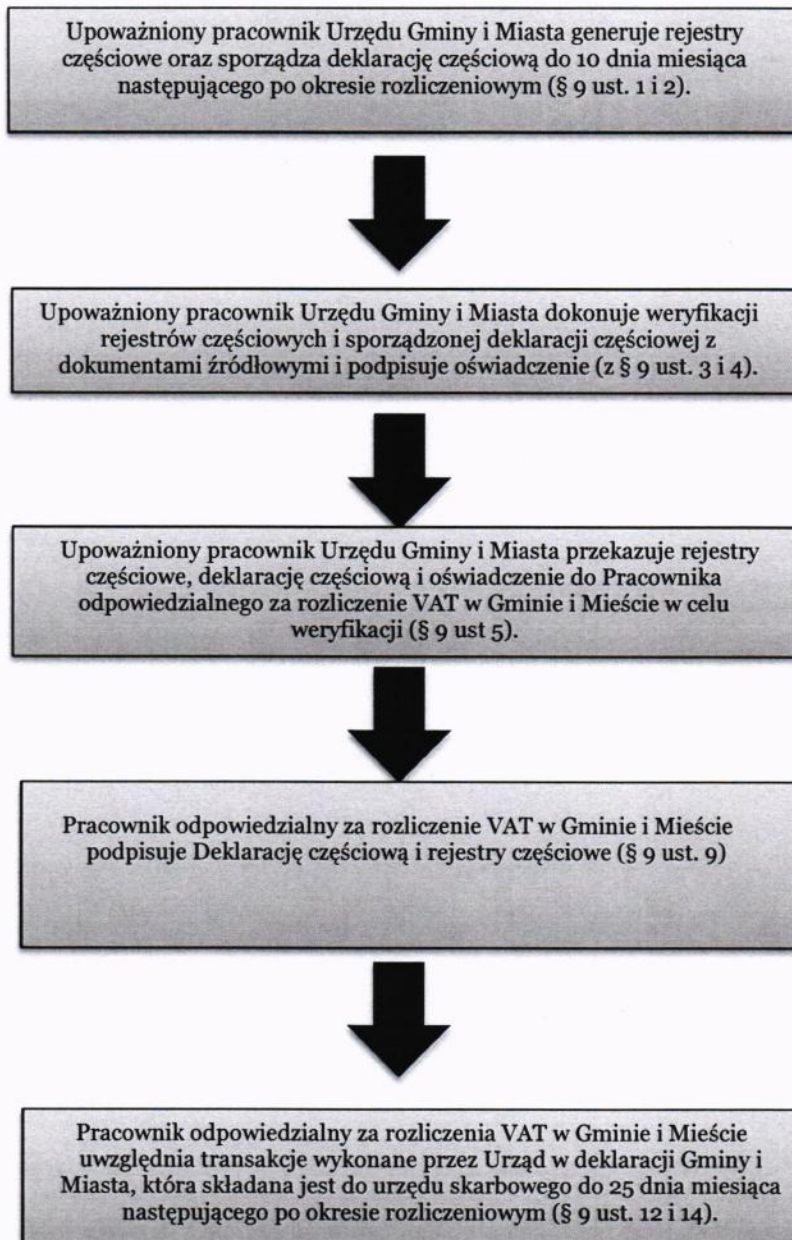 Upoważniony pracownik Urzędu Gminy i Miasta generuje rejestry
częściowe oraz sporządza deklarację częściową do 10 dnia miesiąca
następującego po okresie rozliczeniowym (§ 9 ust. 1 i 2).
Upoważniony pracownik Urzędu Gminy i Miasta dokonuje weryfikacji
rejestrów częściowych i sporządzonej deklaracji częściowej z
dokumentami źródłowymi i podpisuje oświadczenie (z § 9 ust. 3 i 4).
Upoważniony pracownik Urzędu Gminy i Miasta przekazuje rejestry
częściowe, deklarację częściową i oświadczenie do Pracownika
odpowiedzialnego za rozliczenie VAT w Gminie i Mieście w celu
weryfikacji (§ 9 ust 5).
Pracownik odpowiedzialny za rozliczenie VAT w Gminie i Mieście
podpisuje Deklarację częściową i rejestry częściowe (§ 9 ust. 9)
Pracownik odpowiedzialny za rozliczenia VAT w Gminie i Mieście
uwzględnia transakcje wykonane przez Urząd w deklaracji Gminy i
Miasta, która składana jest do urzędu skarbowego do 25 dnia miesiąca
następującego po okresie rozliczeniowym (§ 9 ust. 12 i 14).